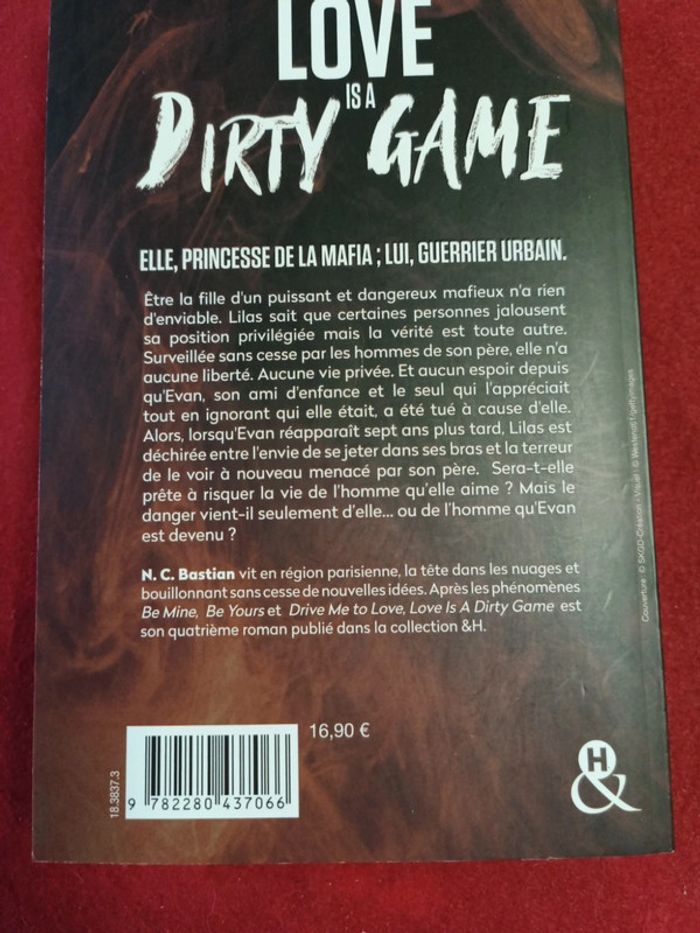 LOVE
IS A
DIRTY GAME
ELLE, PRINCESSE DE LA MAFIA ; LUI, GUERRIER URBAIN.
Être la fille d'un puissant et dangereux mafieux n'a rien
d'enviable. Lilas sait que certaines personnes jalousent
sa position privilégiée mais la vérité est toute autre.
Surveillée sans cesse par les hommes de son père, elle n'a
aucune liberté. Aucune vie privée. Et aucun espoir depuis
qu'Evan, son ami d'enfance et le seul qui l'appréciait
tout en ignorant qui elle était, a été tué à cause d'elle.
Alors, lorsqu'Evan réapparaît sept ans plus tard, Lilas est
déchirée entre l'envie de se jeter dans ses bras et la terreur
de le voir à nouveau menacé par son père. Sera-t-elle
prête à risquer la vie de l'homme qu'elle aime ? Mais le
danger vient-il seulement d'elle... ou de l'homme qu'Evan
est devenu ?
N. C. Bastian vit en région parisienne, la tête dans les nuages et
bouillonnant sans cesse de nouvelles idées. Après les phénomènes
Be Mine, Be Yours et Drive Me to Love, Love Is A Dirty Game est
son quatrième roman publié dans la collection &H.
16,90 €
18.3837.3
9 782280 437066
H
&
Couverture : © SKGD-Création - Visuel : © Westend61/gettyimages